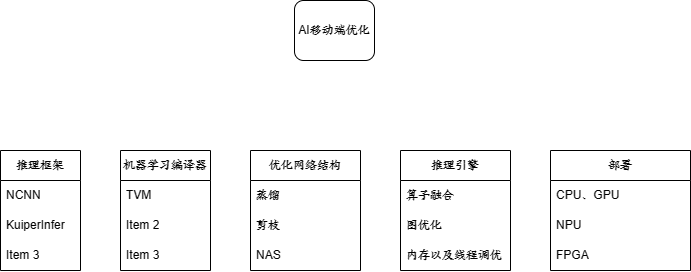 AI移动端优化
推理框架
NCNN
KuiperInfer
Item 3
机器学习编译器
TVM
Item 2
Item 3
优化网络结构
蒸馏
剪枝
NAS
推理引擎
算子融合
图优化
内存以及线程调优
部署
CPU、GPU
NPU
FPGA